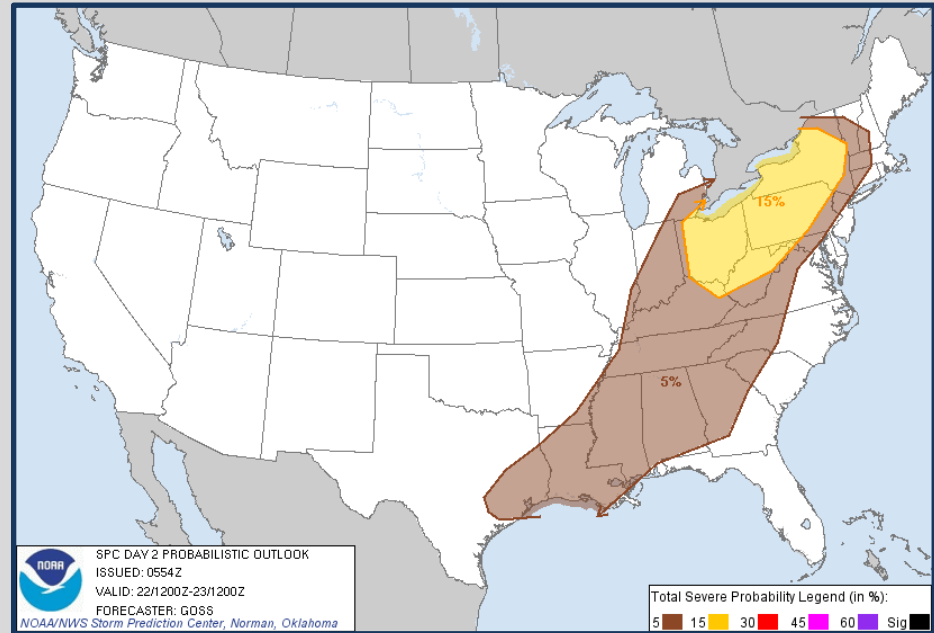 15%
5%
NOAA
SPC DAY 2 PROBABILISTIC OUTLOOK
ISSUED: 0554Z
VALID: 22/1200Z-23/1200Z
FORECASTER: GOSS
NOAA/NWS Storm Prediction Center, Norman, Oklahoma
Total Severe Probability Legend (in %):
5 15 30 45 60 Sig